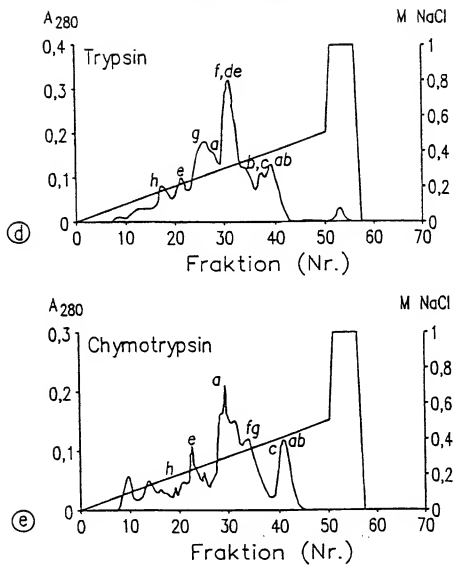 A280 M NaCl
0,4 Trypsin f,de 1
0,3 0,8
g a 0,6
0,2
h e b,c ab 0,4
0,1 0,2
0 0
0 10 20 30 40 50 60 70
d Fraktion (Nr.)
A280 M NaCl
0,3 Chymotrypsin 1
a 0,8
0,2
0,6
e fg c ab 0,4
0,1 h
0,2
0 0
0 10 20 30 40 50 60 70
e Fraktion (Nr.)